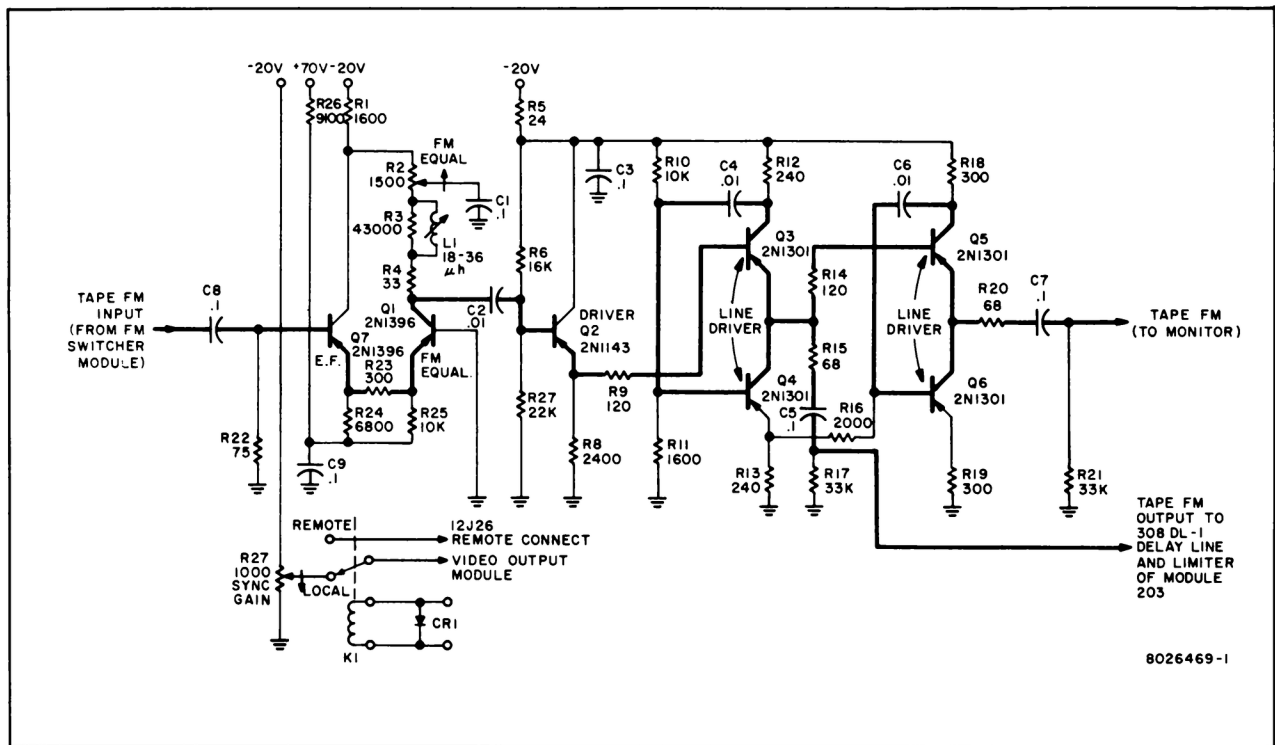 -20V
+70V
-20V
-20V
R26
9100
R1
1600
R5
24
FM
EQUAL
R2
1500
C1
.1
R3
43000
L1
18-36
µh
R4
33
C3
.1
R10
10K
C4
.01
R12
240
C6
.01
R18
300
R6
16K
Q3
2N1301
Q5
2N1301
TAPE FM
INPUT
(FROM FM
SWITCHER
MODULE)
C8
.1
Q1
2N1396
C2
.01
DRIVER
Q2
2N1143
LINE
DRIVER
R14
120
LINE
DRIVER
R20
68
C7
.1
TAPE FM
(TO MONITOR)
Q7
2N1396
E.F.
R23
300
FM
EQUAL.
R9
120
R15
68
Q4
2N1301
Q6
2N1301
R24
6800
R25
10K
R27
22K
C5
.1
R16
2000
R22
75
C9
.1
R8
2400
R11
1600
R13
240
R17
33K
R19
300
R21
33K
REMOTE
12J26
REMOTE CONNECT
VIDEO OUTPUT
MODULE
R27
1000
SYNC
GAIN
LOCAL
CR1
K1
TAPE FM
OUTPUT TO
308 DL-1
DELAY LINE
AND LIMITER
OF MODULE
203
8026469-1